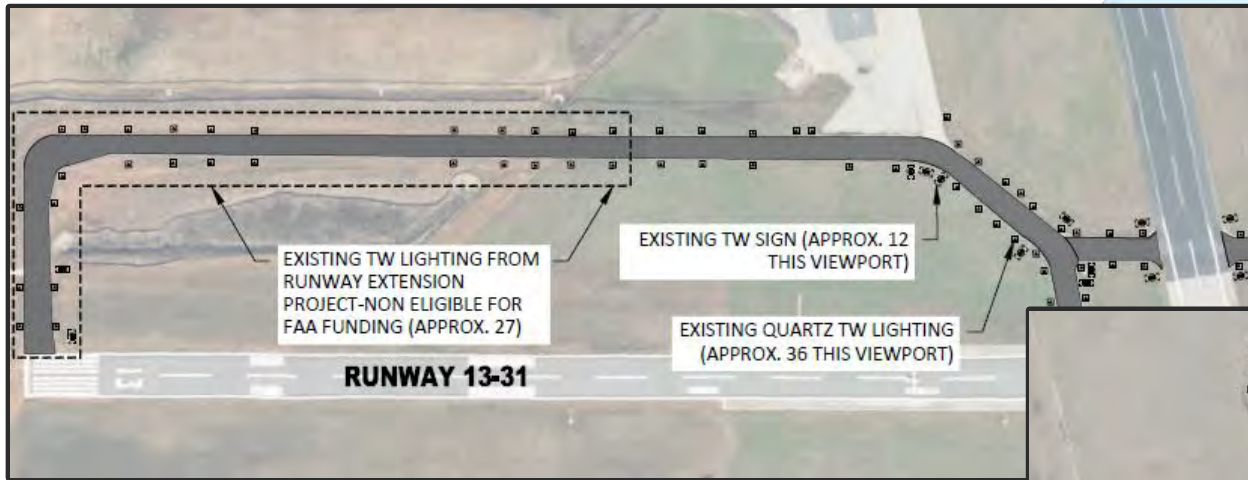 EXISTING TW SIGN (APPROX. 12
THIS VIEWPORT)
EXISTING TW LIGHTING FROM
RUNWAY EXTENSION
PROJECT-NON ELIGIBLE FOR
FAA FUNDING (APPROX. 27)
EXISTING QUARTZ TW LIGHTING
(APPROX. 36 THIS VIEWPORT)
RUNWAY 13-31